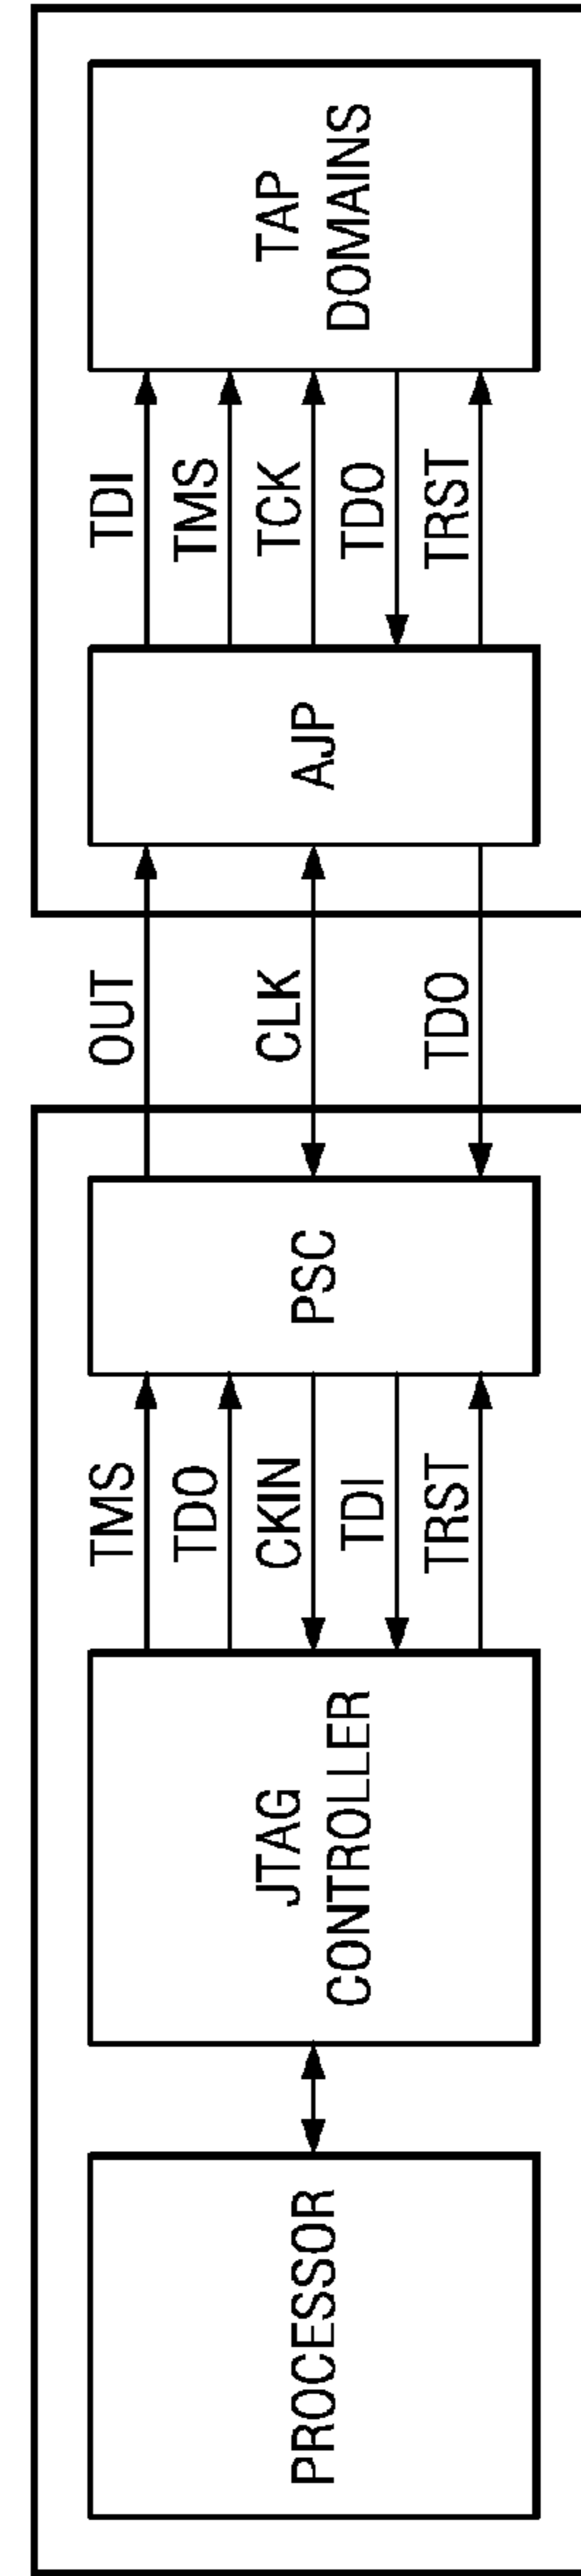 PROCESSOR
JTAG
CONTROLLER
TMS
TDO
CKIN
TDI
TRST
PSC
OUT
CLK
TDO
AJP
TDI
TMS
TCK
TDO
TRST
TAP
DOMAINS